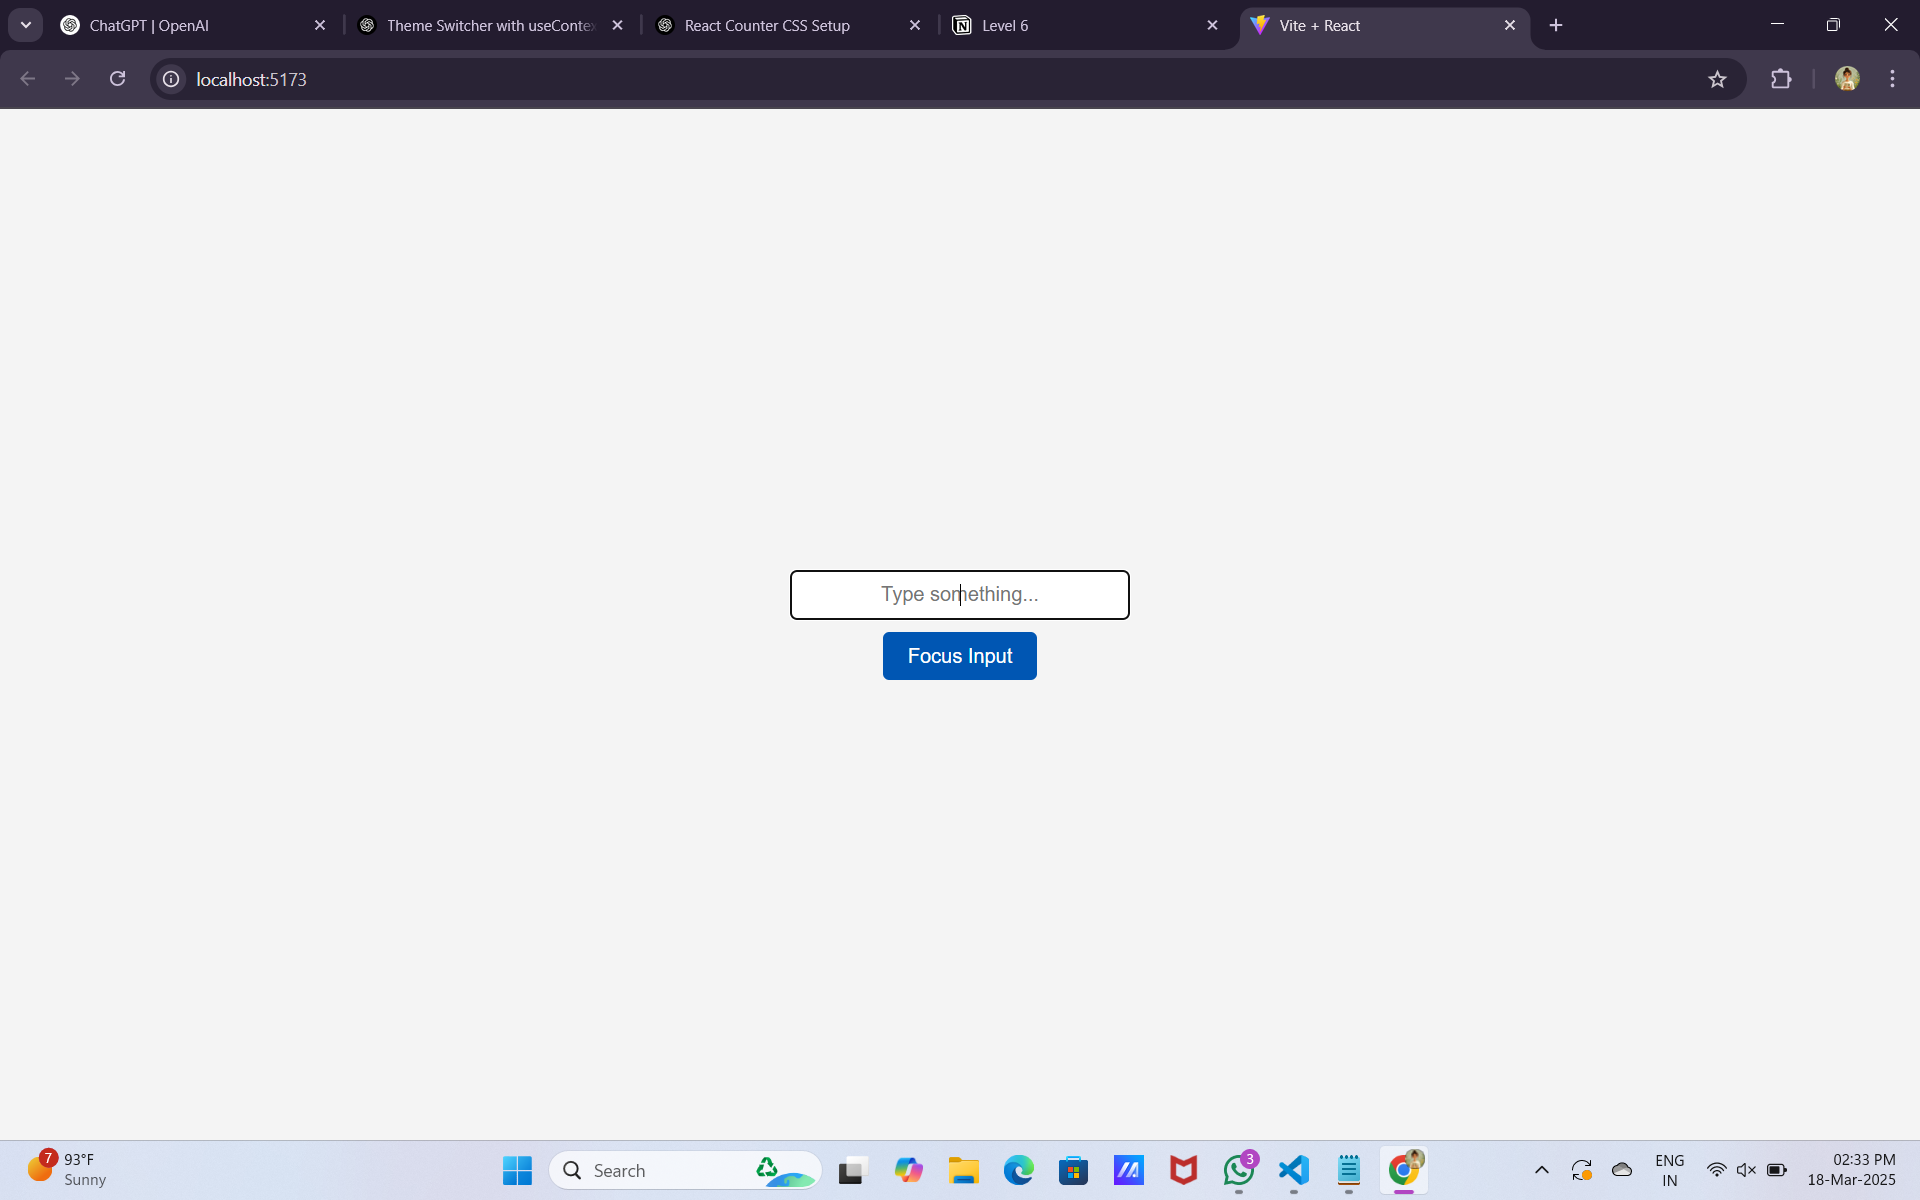 ChatGPT | OpenAI
Theme Switcher with useConte
React Counter CSS Setup
Level 6
Vite + React
localhost:5173
Type something...
Focus Input
7
93°F
Sunny
Search
3
ENG
IN
02:33 PM
18-Mar-2025